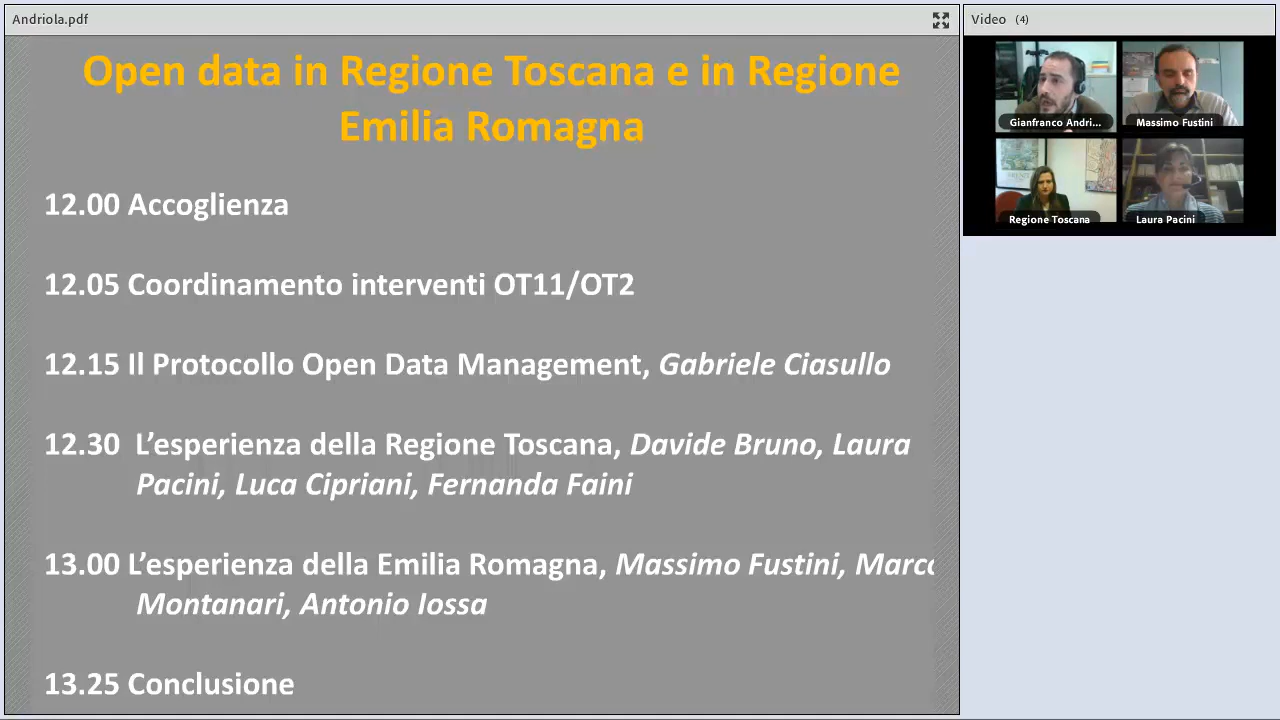 Andriola.pdf
Open data in Regione Toscana e in Regione
Emilia Romagna
12.00 Accoglienza
12.05 Coordinamento interventi OT11/OT2
12.15 Il Protocollo Open Data Management, Gabriele Ciasullo
12.30 L’esperienza della Regione Toscana, Davide Bruno, Laura
Pacini, Luca Cipriani, Fernanda Faini
13.00 L’esperienza della Emilia Romagna, Massimo Fustini, Marco
Montanari, Antonio Iossa
13.25 Conclusione
Video (4)
Gianfranco Andri...
Massimo Fustini
Regione Toscana
Laura Pacini